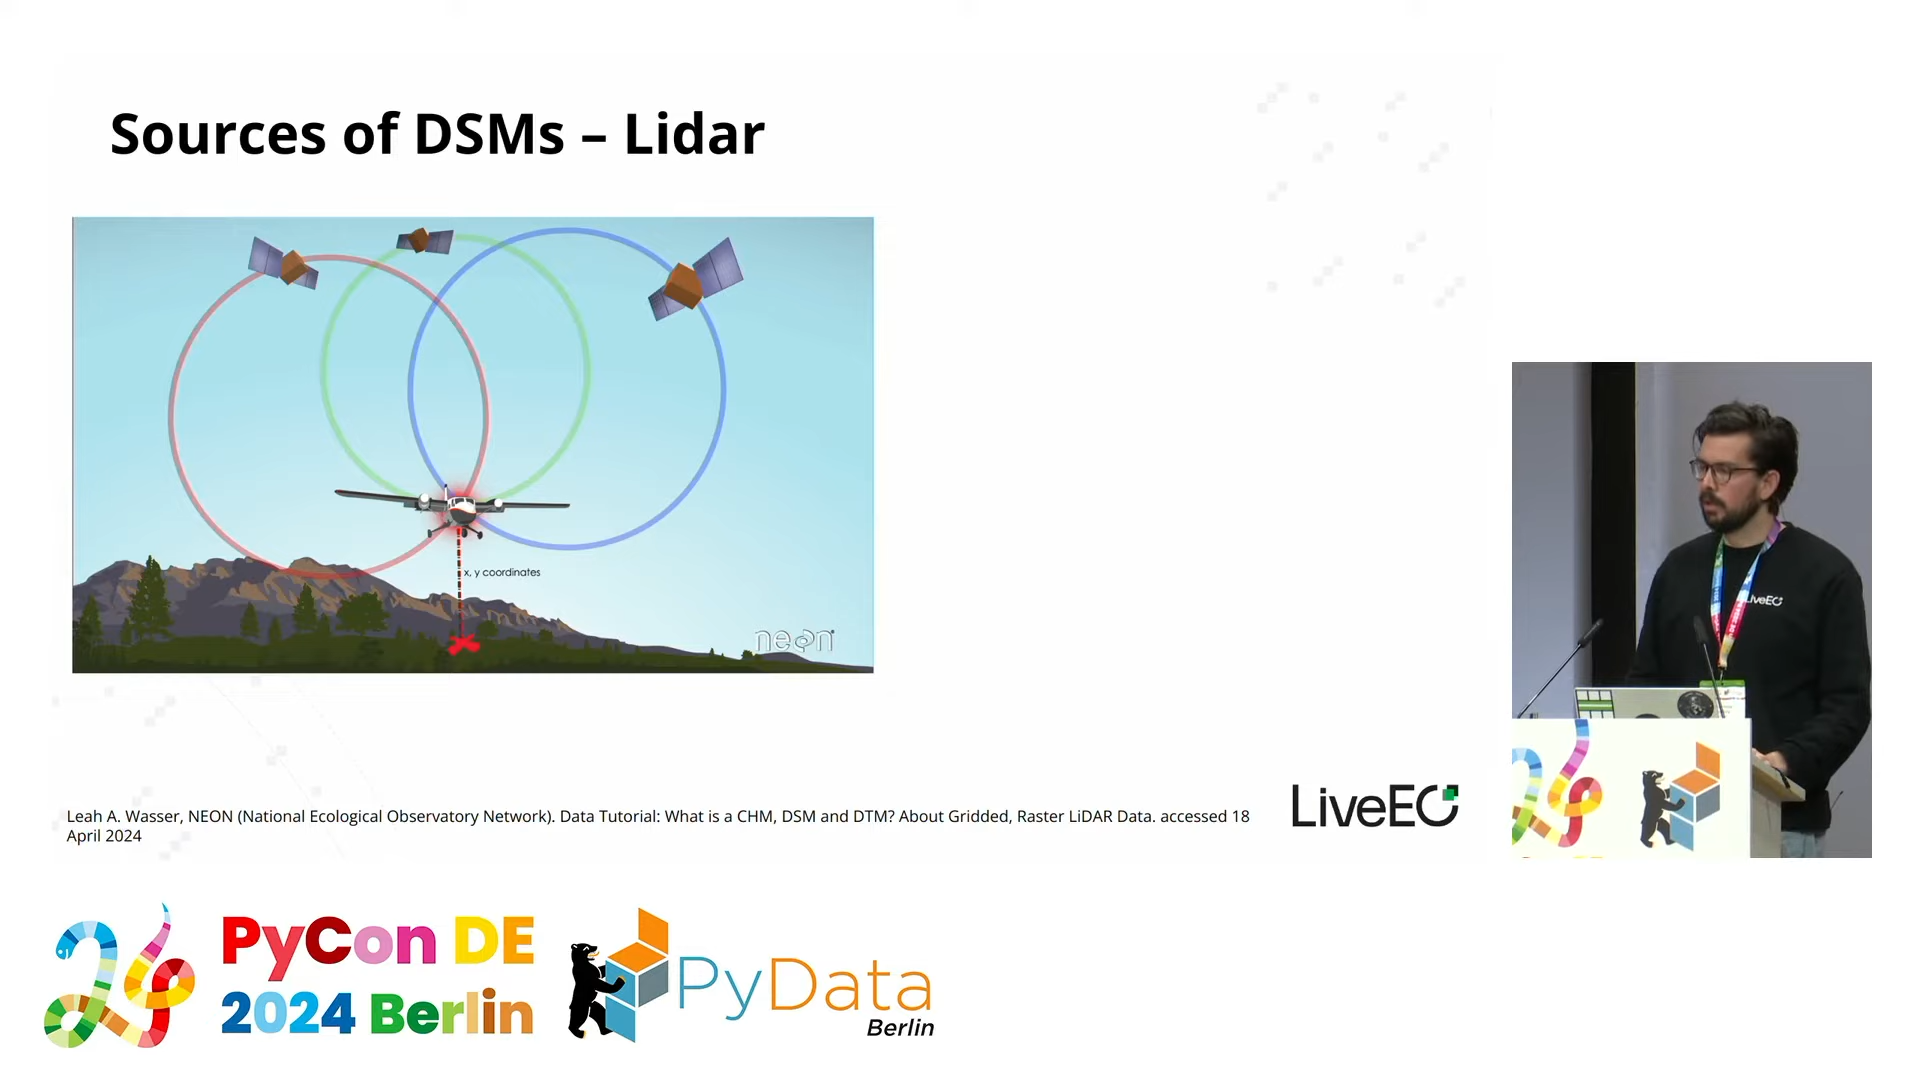 Sources of DSMs – Lidar
x, y coordinates
neon
LiveEO
Leah A. Wasser, NEON (National Ecological Observatory Network). Data Tutorial: What is a CHM, DSM and DTM? About Gridded, Raster LiDAR Data. accessed 18
April 2024
LiveEO
PyCon DE
2024 Berlin
PyData
Berlin